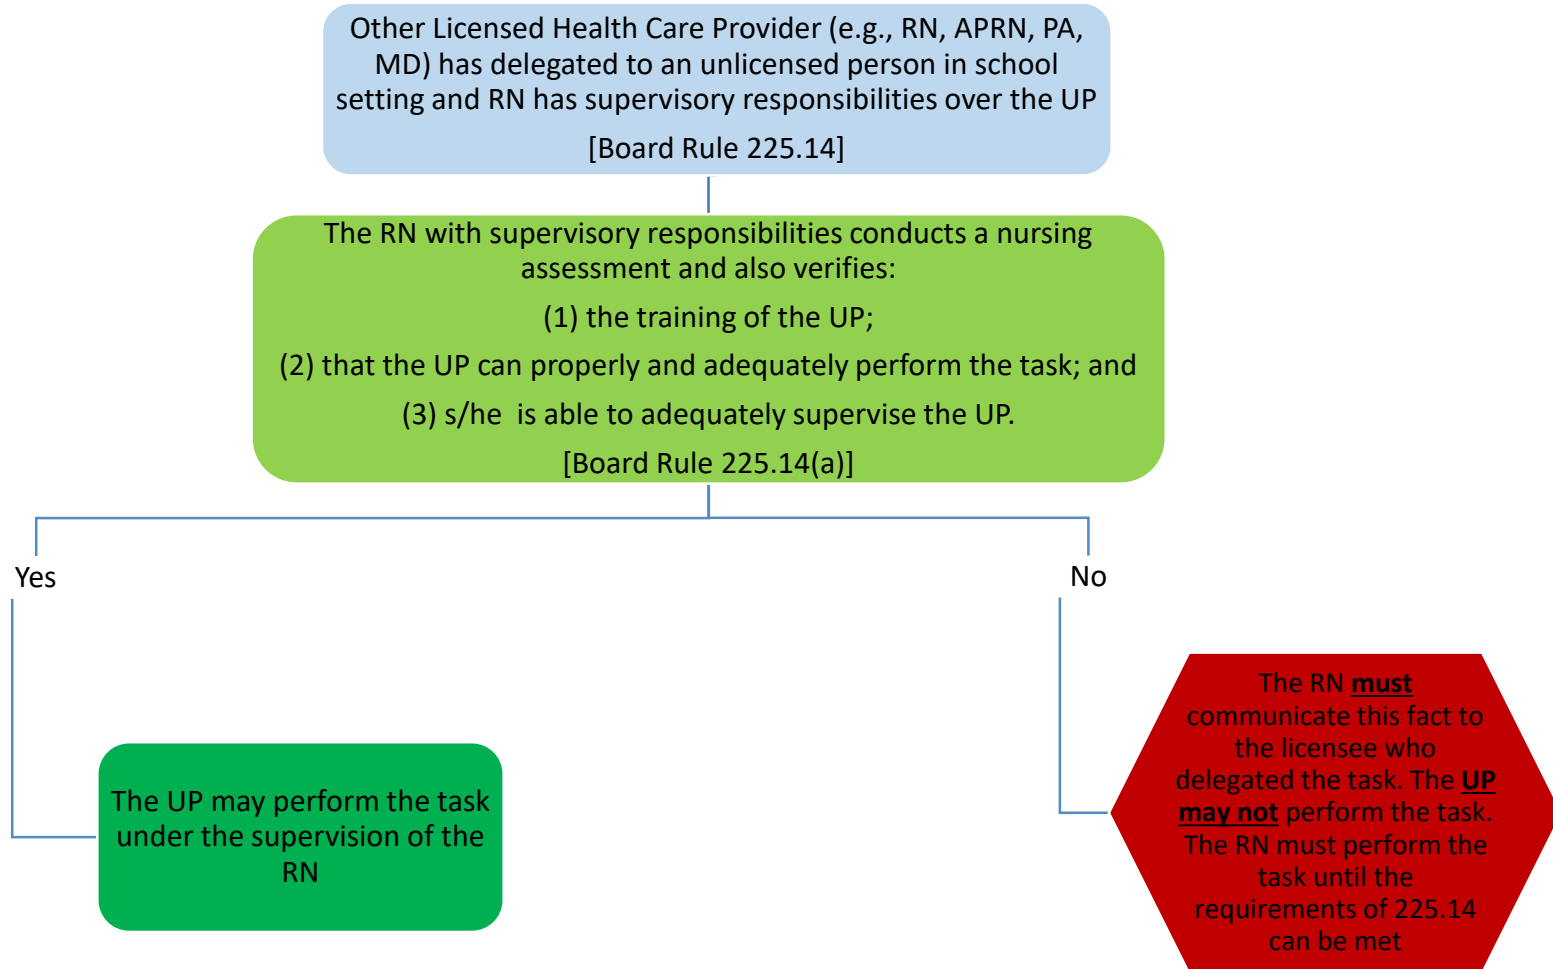 Other Licensed Health Care Provider (e.g., RN, APRN, PA,
MD) has delegated to an unlicensed person in school
setting and RN has supervisory responsibilities over the UP
[Board Rule 225.14]
The RN with supervisory responsibilities conducts a nursing
assessment and also verifies:
(1) the training of the UP;
(2) that the UP can properly and adequately perform the task; and
(3) s/he  is able to adequately supervise the UP.
[Board Rule 225.14(a)]
Yes
No
The UP may perform the task
under the supervision of the
RN
The RN must
communicate this fact to
the licensee who
delegated the task. The UP
may not perform the task.
The RN must perform the
task until the
requirements of 225.14
can be met